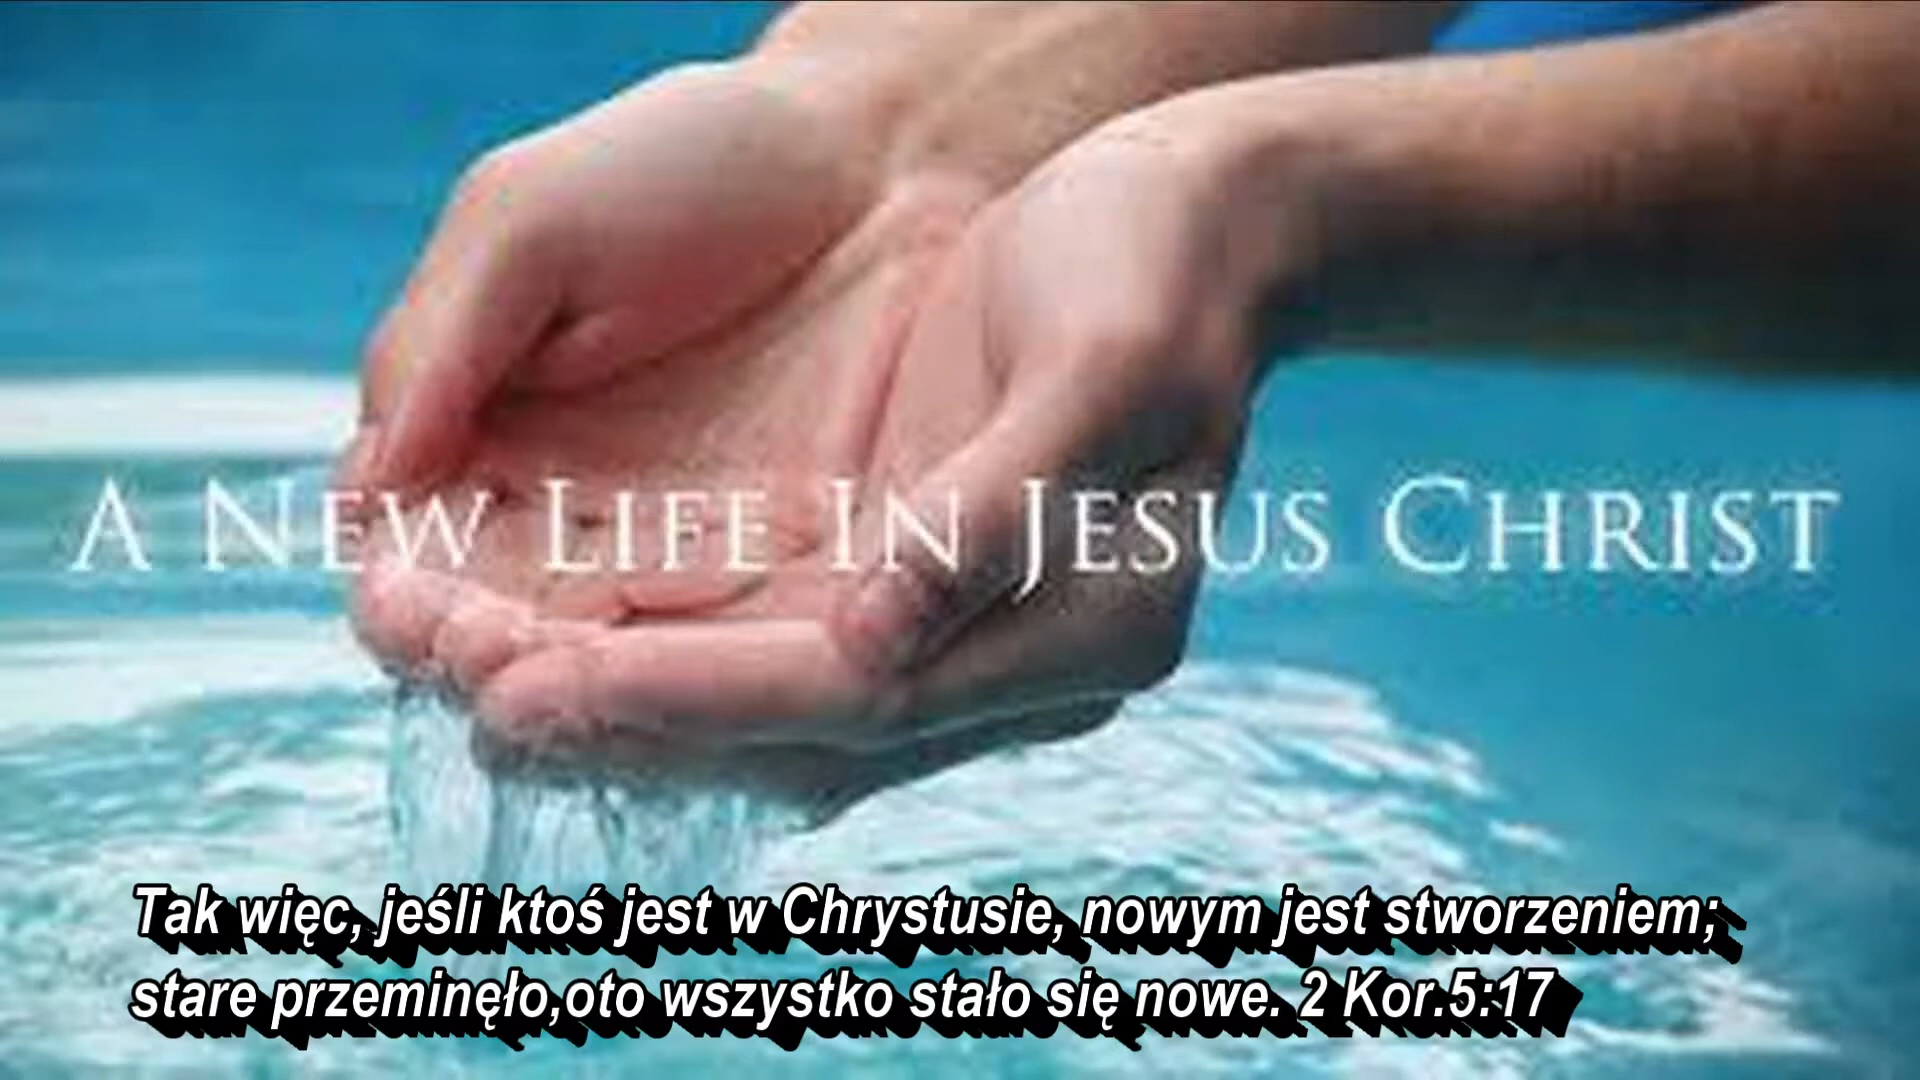 A NEW LIFE IN JESUS CHRIST
Tak więc, jeśli ktoś jest w Chrystusie, nowym jest stworzeniem;
stare przeminęło,oto wszystko stało się nowe. 2 Kor.5:17